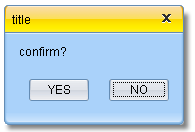 title x
confirm?
YES NO